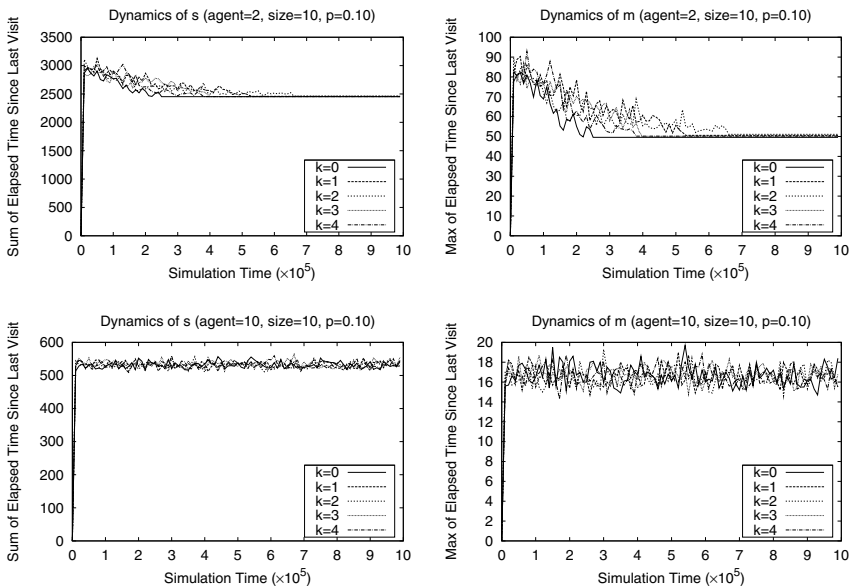 Dynamics of s (agent=2, size=10, p=0.10)
Sum of Elapsed Time Since Last Visit
3500
3000
2500
2000
1500
1000
500
0
k=0
k=1
k=2
k=3
k=4
0 1 2 3 4 5 6 7 8 9 10
Simulation Time (×10^5)
Dynamics of m (agent=2, size=10, p=0.10)
Max of Elapsed Time Since Last Visit
100
90
80
70
60
50
40
30
20
10
0
k=0
k=1
k=2
k=3
k=4
0 1 2 3 4 5 6 7 8 9 10
Simulation Time (×10^5)
Dynamics of s (agent=10, size=10, p=0.10)
Sum of Elapsed Time Since Last Visit
600
500
400
300
200
100
0
k=0
k=1
k=2
k=3
k=4
0 1 2 3 4 5 6 7 8 9 10
Simulation Time (×10^5)
Dynamics of m (agent=10, size=10, p=0.10)
Max of Elapsed Time Since Last Visit
20
18
16
14
12
10
8
6
4
2
0
k=0
k=1
k=2
k=3
k=4
0 1 2 3 4 5 6 7 8 9 10
Simulation Time (×10^5)